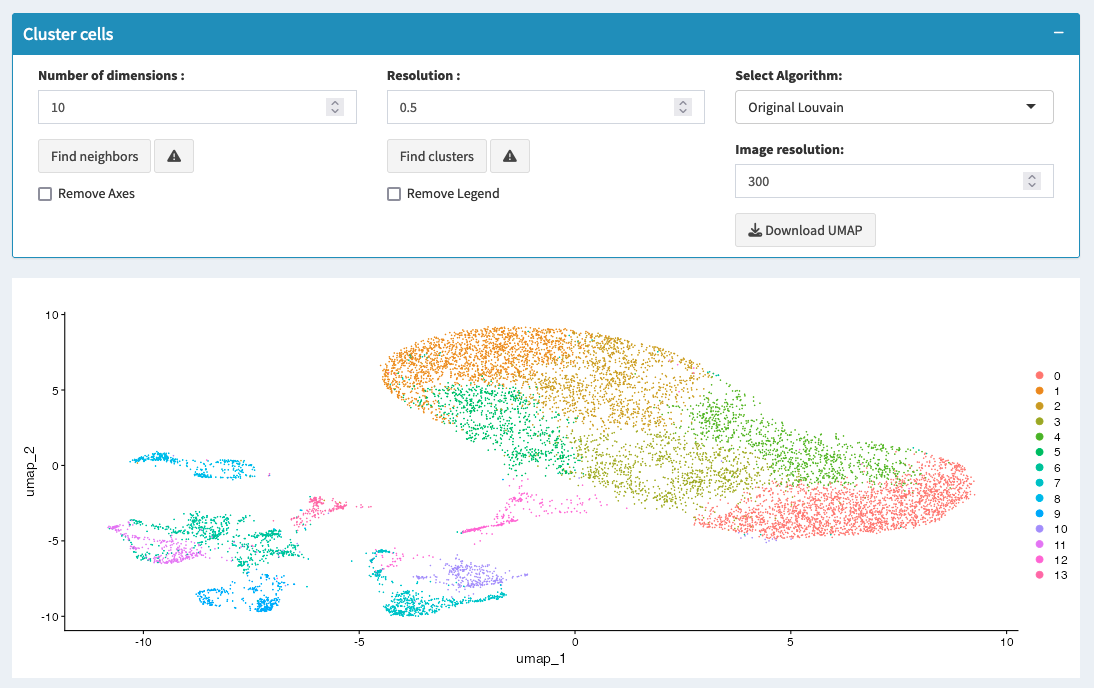 Cluster cells
Number of dimensions :
Resolution :
Select Algorithm:
10
0.5
Original Louvain
Find neighbors
Find clusters
Image resolution:
Remove Axes
Remove Legend
300
Download UMAP
10
5
0
-5
-10
umap_2
-10
-5
0
5
10
umap_1
0
1
2
3
4
5
6
7
8
9
10
11
12
13